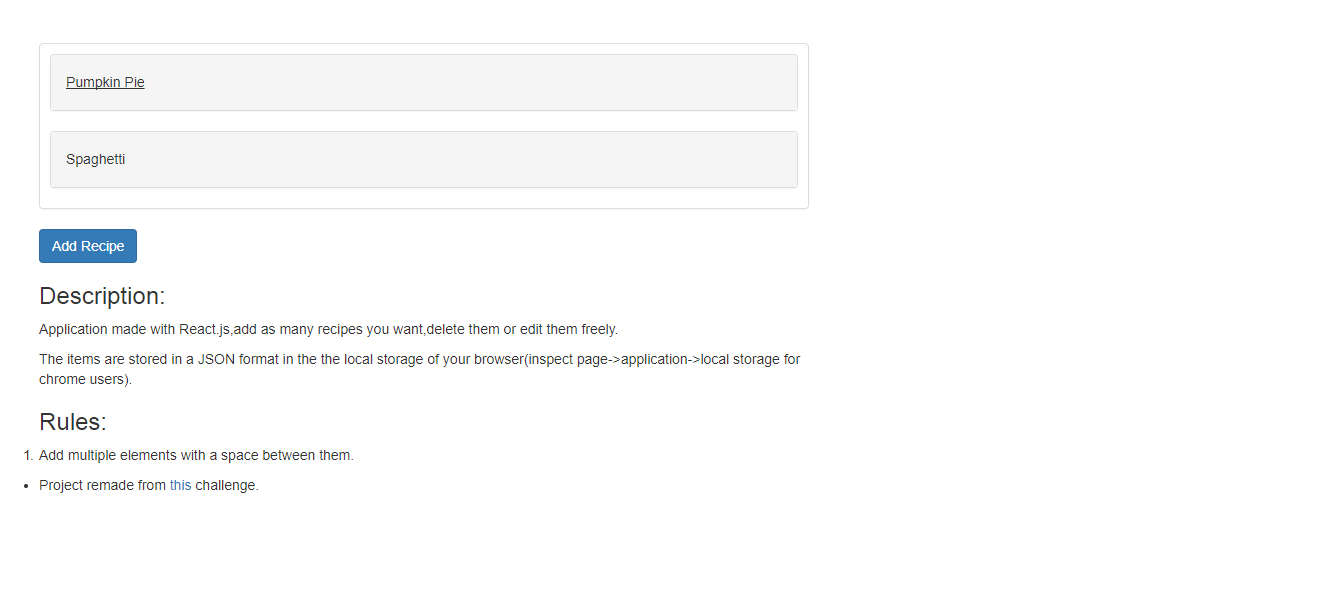 Pumpkin Pie
Spaghetti
Add Recipe
Description:
Application made with React.js,add as many recipes you want,delete them or edit them freely.
The items are stored in a JSON format in the the local storage of your browser(inspect page->application->local storage for
chrome users).
Rules:
1. Add multiple elements with a space between them.
• Project remade from this challenge.